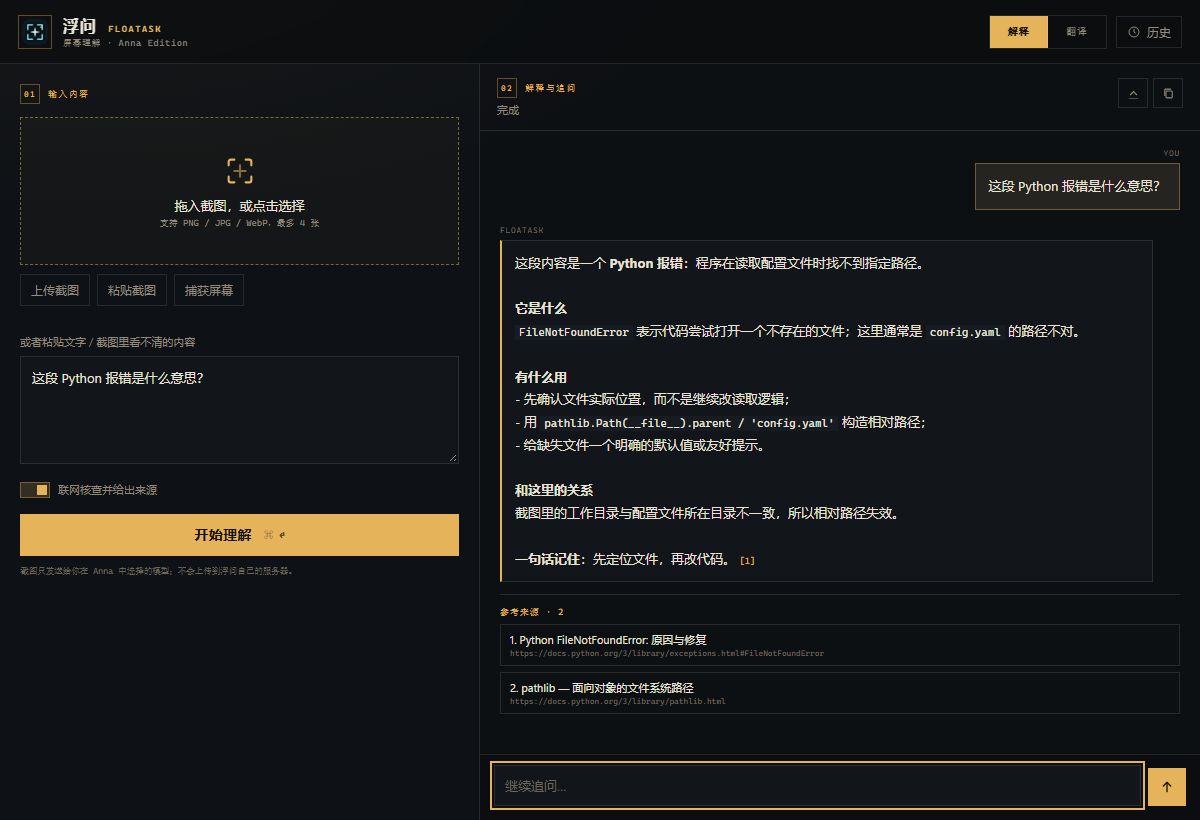 浮问 FLOATASK
屏幕理解 · Anna Edition
解释
翻译
历史
01 输入内容
拖入截图，或点击选择
支持 PNG / JPG / WebP，最多 4 张
上传截图
粘贴截图
捕获屏幕
或者粘贴文字 / 截图里看不清的内容
这段 Python 报错是什么意思？
联网核查并给出来源
开始理解 ⌘ ↵
截图只发送给你在 Anna 中选择的模型；不会上传到浮问自己的服务器。
02 解释与追问
完成
YOU
这段 Python 报错是什么意思？
FLOATASK
这段内容是一个 Python 报错：程序在读取配置文件时找不到指定路径。
它是什么
FileNotFoundError 表示代码尝试打开一个不存在的文件；这里通常是 config.yaml 的路径不对。
有什么用
- 先确认文件实际位置，而不是继续改读取逻辑；
- 用 pathlib.Path(__file__).parent / 'config.yaml' 构造相对路径；
- 给缺失文件一个明确的默认值或友好提示。
和这里的关系
截图里的工作目录与配置文件所在目录不一致，所以相对路径失效。
一句话记住：先定位文件，再改代码。 [1]
参考来源 · 2
1. Python FileNotFoundError: 原因与修复
https://docs.python.org/3/library/exceptions.html#FileNotFoundError
2. pathlib — 面向对象的文件系统路径
https://docs.python.org/3/library/pathlib.html
继续追问…